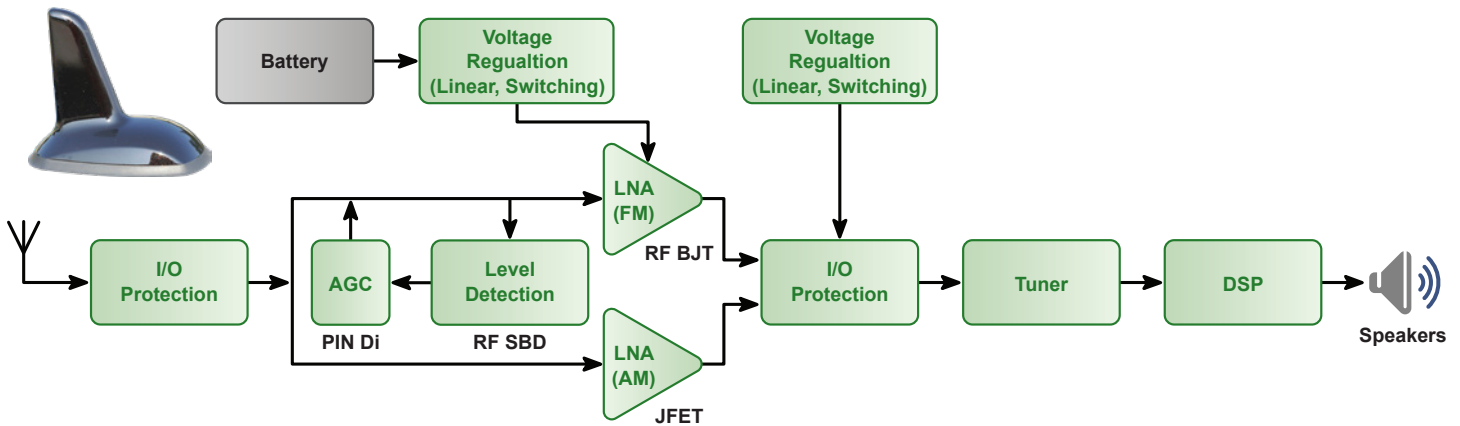 Battery
Voltage
Regualtion
(Linear, Switching)
Voltage
Regualtion
(Linear, Switching)
LNA
(FM)
RF BJT
I/O
Protection
AGC
PIN Di
Level
Detection
RF SBD
LNA
(AM)
JFET
I/O
Protection
Tuner
DSP
Speakers